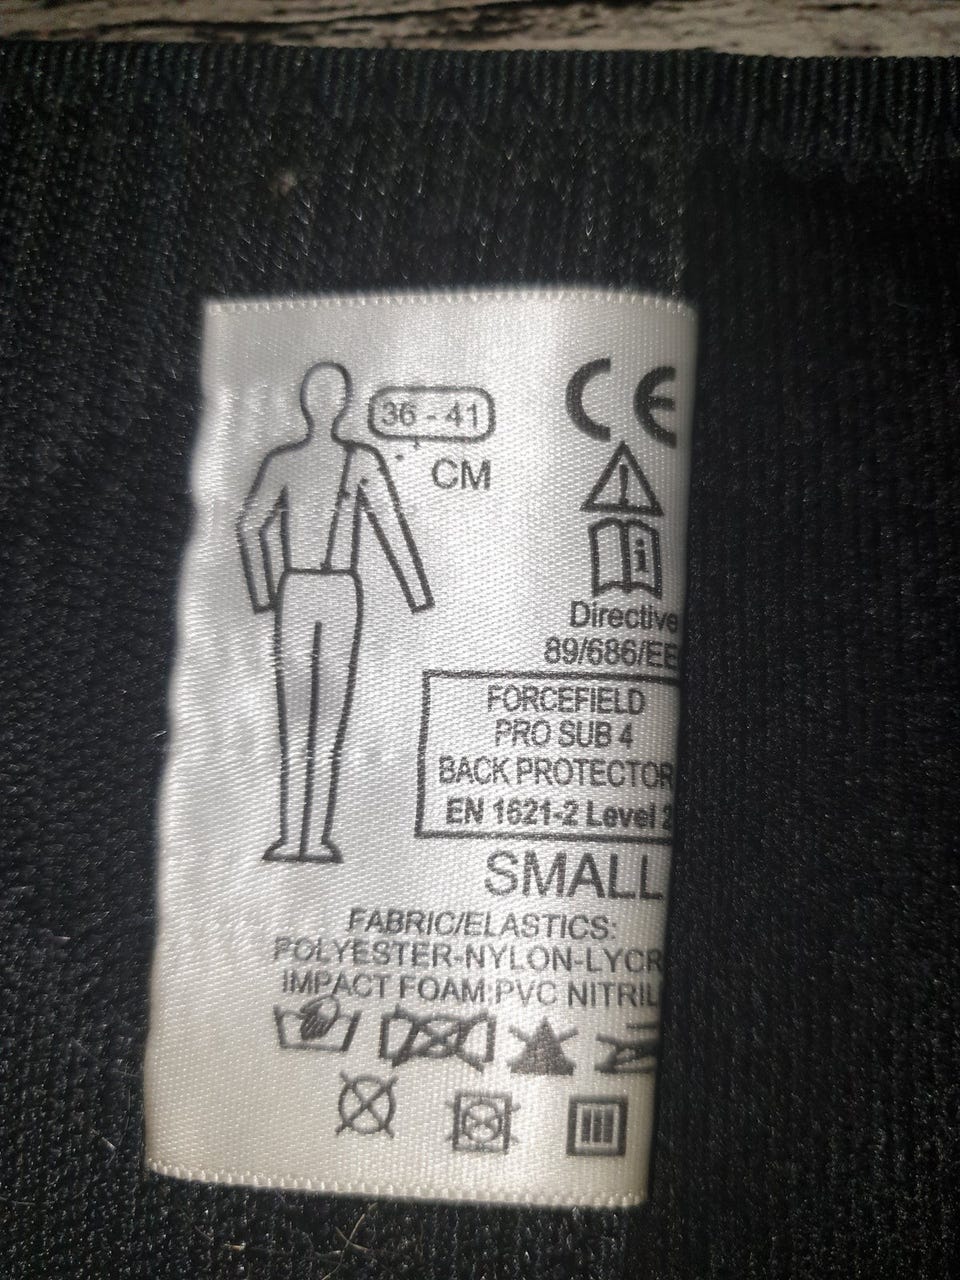 36 - 41
CM
CE
i
Directive
89/686/EE
FORCEFIELD
PRO SUB 4
BACK PROTECTOR
EN 1621-2 Level 2
SMALL
FABRIC/ELASTICS:
POLYESTER-NYLON-LYCR
IMPACT FOAM:PVC NITRIL